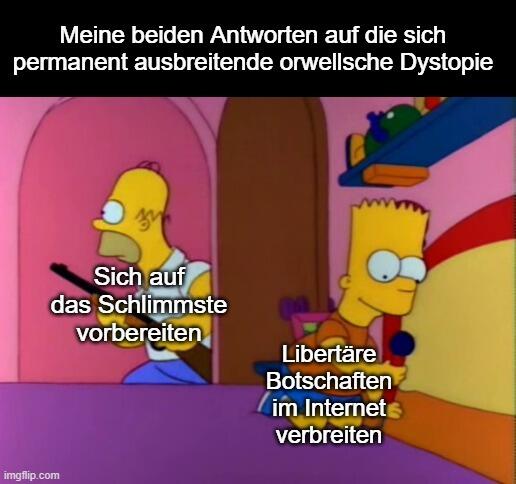 Meine beiden Antworten auf die sich
permanent ausbreitende orwellsche Dystopie
Sich auf
das Schlimmste
vorbereiten
Libertäre
Botschaften
im Internet
verbreiten
imgflip.com